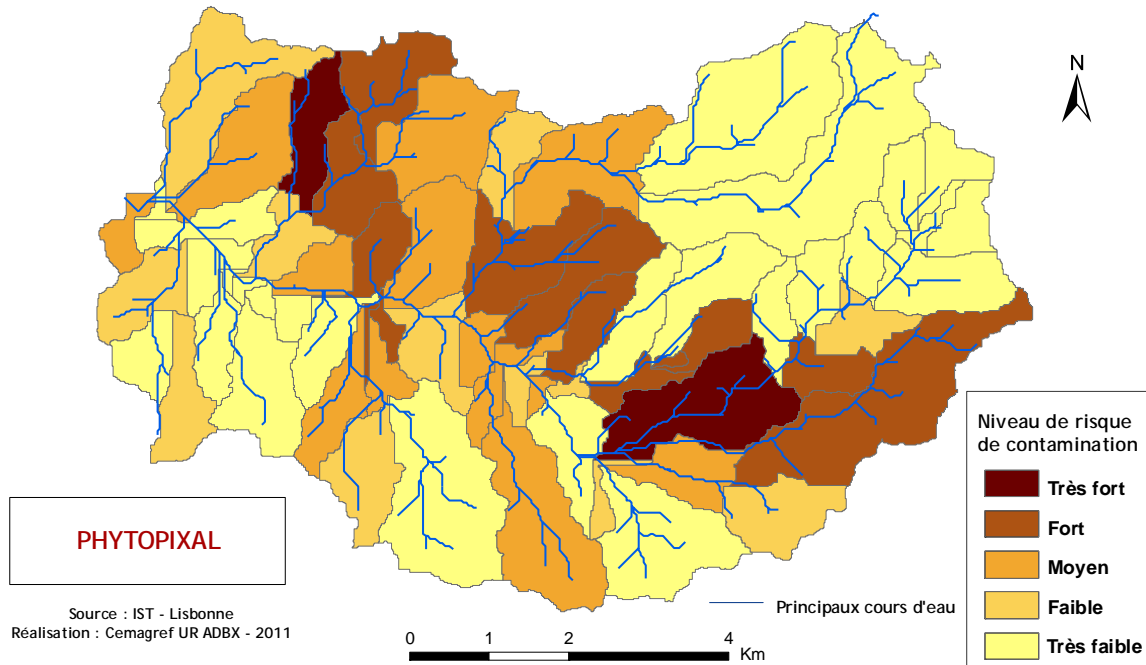 N
Niveau de risque
de contamination
Très fort
Fort
Moyen
Faible
Très faible
PHYTOPIXAL
Source : IST - Lisbonne
Réalisation : Cemagref UR ADBX - 2011
Principaux cours d'eau
0 1 2 4
Km